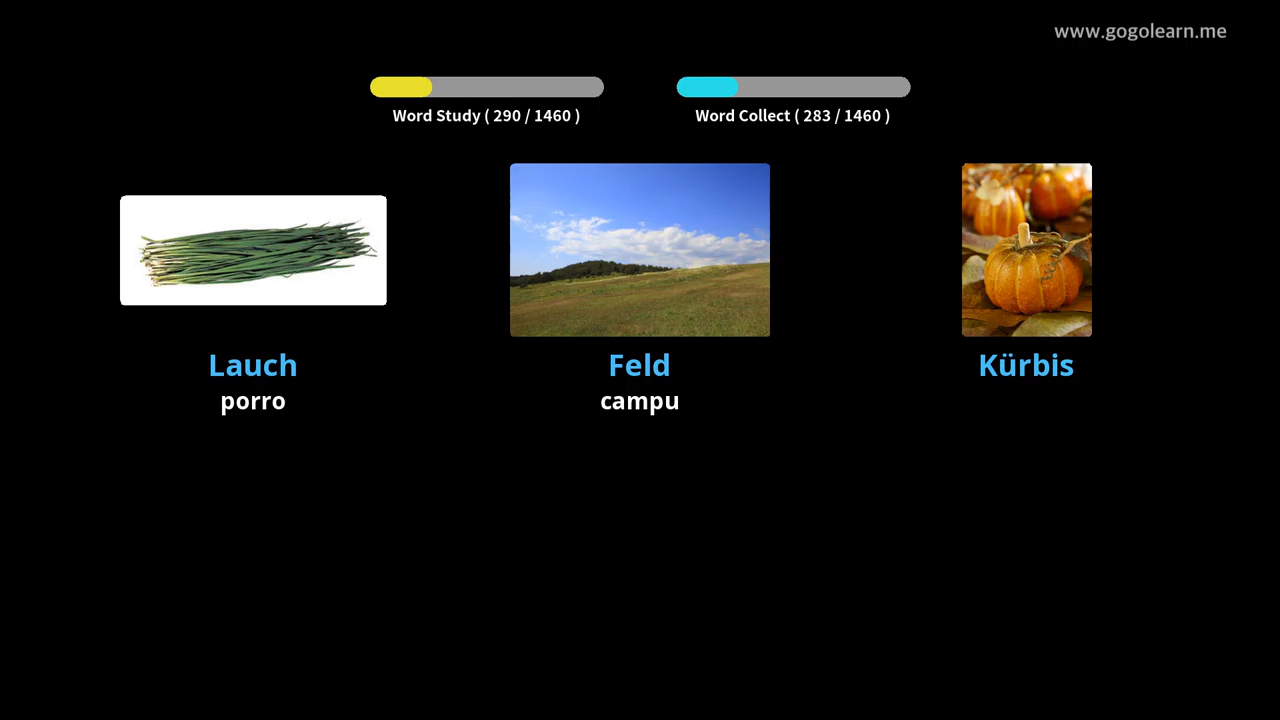 www.gogolearn.me
Word Study ( 290 / 1460 )
Word Collect ( 283 / 1460 )
Lauch
porro
Feld
campu
Kürbis